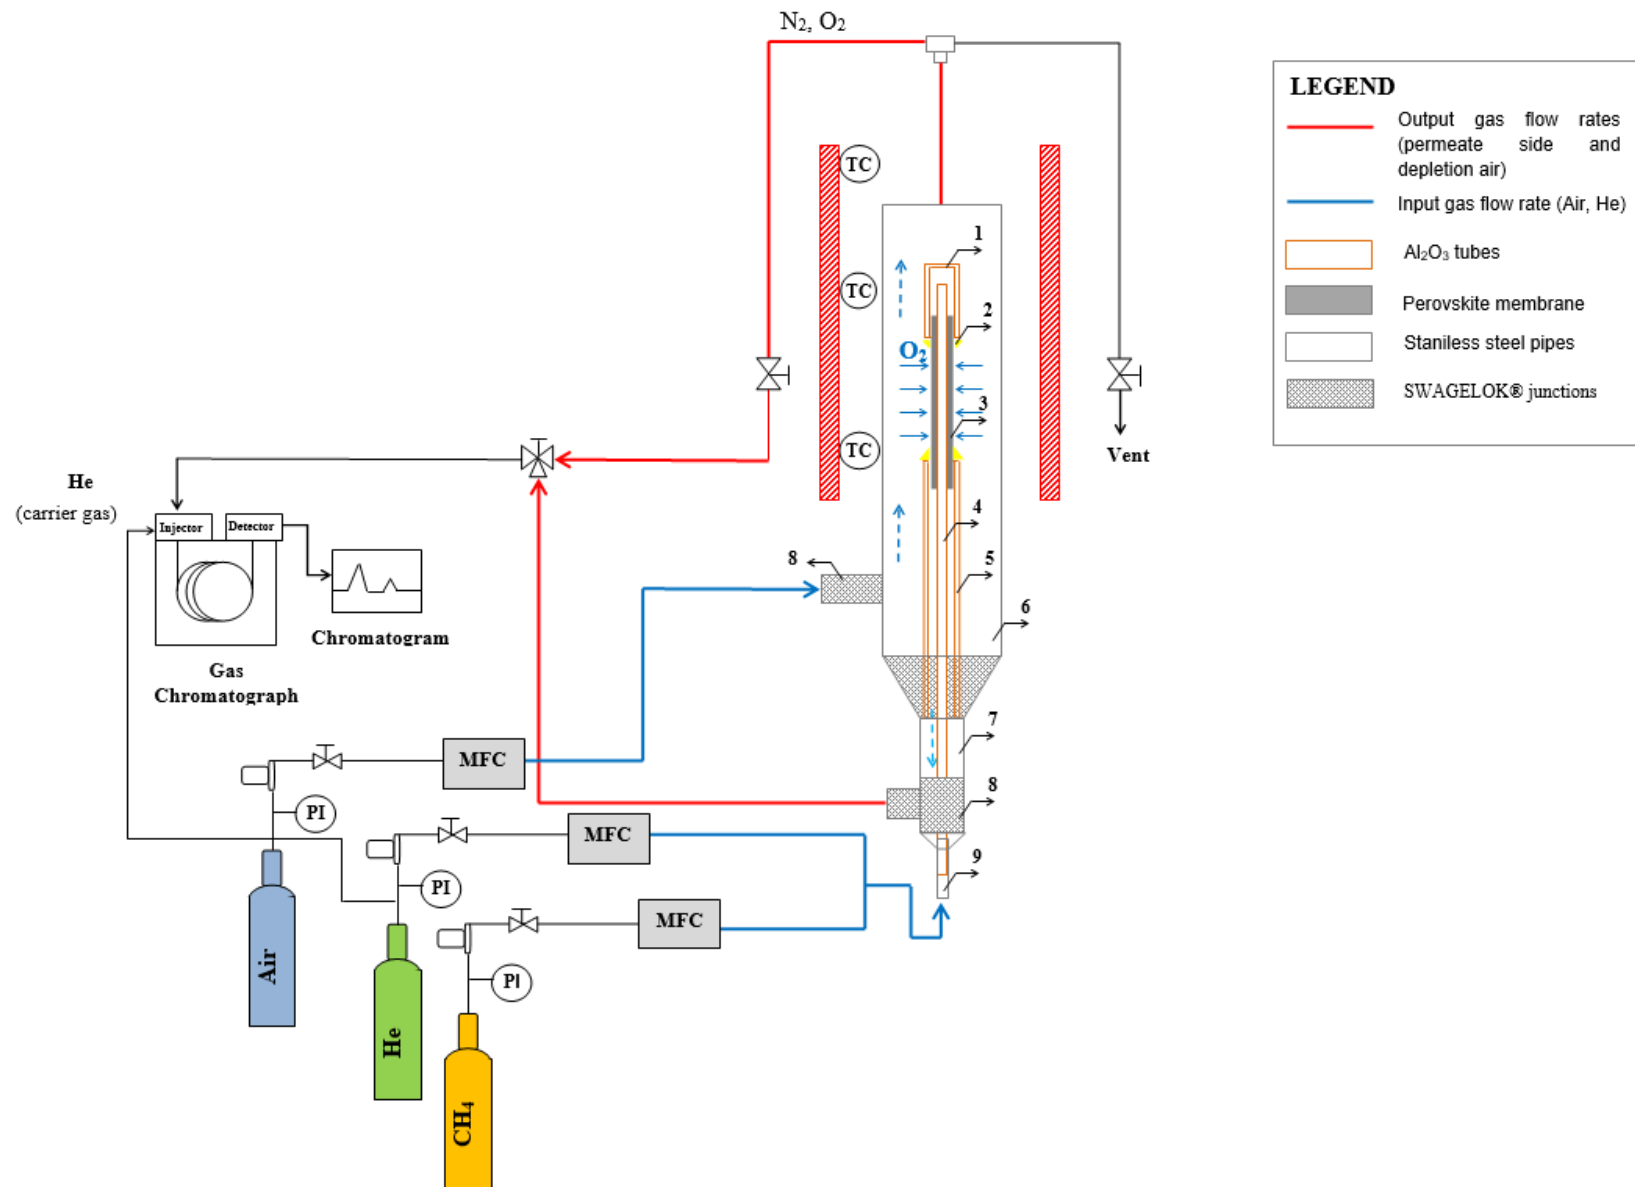 N₂, O₂
LEGEND
Output gas flow rates
(permeate side and
depletion air)
Input gas flow rate (Air, He)
Al₂O₃ tubes
Perovskite membrane
Staniless steel pipes
SWAGELOK® junctions
TC
TC
TC
1
2
O₂
3
4
5
6
7
8
8
9
Vent
He
(carrier gas)
Injector
Detector
Chromatogram
Gas
Chromatograph
MFC
MFC
MFC
PI
PI
PI
Air
He
CH₄